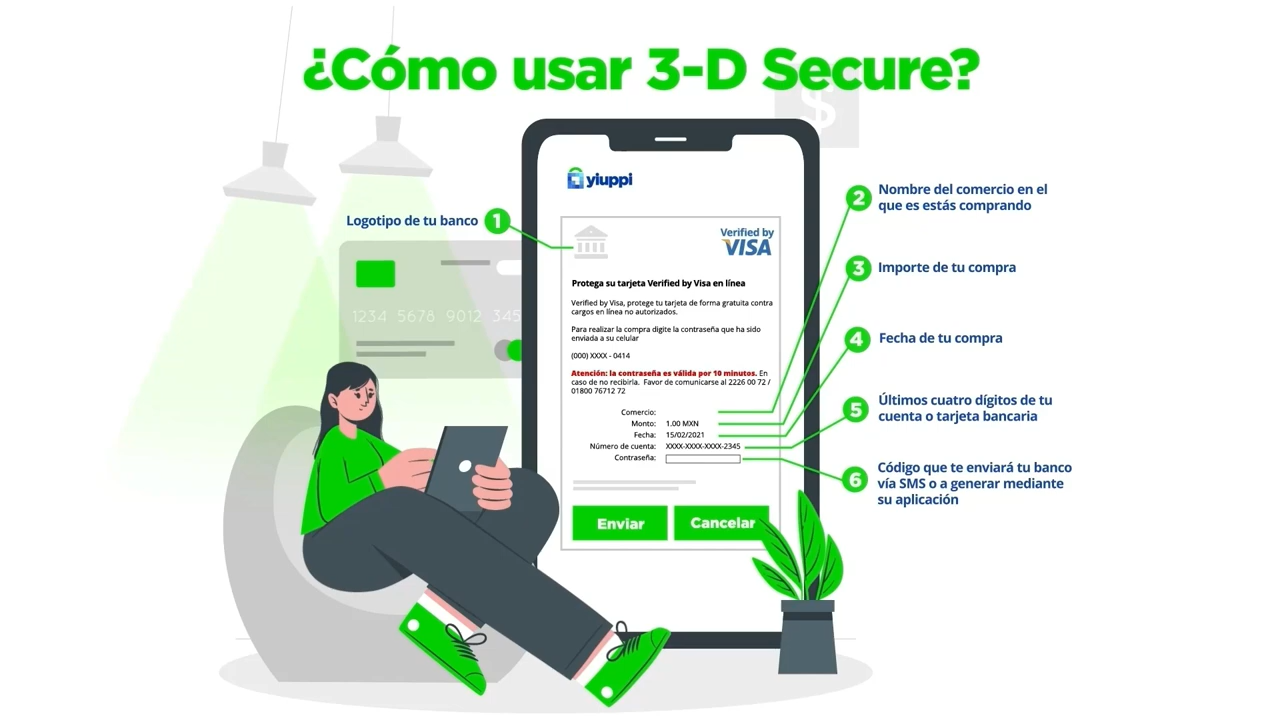 ¿Cómo usar 3-D Secure?
$
yiuppi
Logotipo de tu banco 1
Verified by
VISA
Protega su tarjeta Verified by Visa en línea
Verified by Visa, protege tu tarjeta de forma gratuita contra
cargos en línea no autorizados.
Para realizar la compra digite la contraseña que ha sido
enviada a su celular
(000) XXXX - 0414
Atención: la contraseña es válida por 10 minutos. En
caso de no recibirla. Favor de comunicarse al 2226 00 72 /
01800 76712 72
Comercio:
Monto: 1.00 MXN
Fecha: 15/02/2021
Número de cuenta: XXXX-XXXX-XXXX-2345
Contraseña:
Enviar
Cancelar
2 Nombre del comercio en el
que es estás comprando
3 Importe de tu compra
4 Fecha de tu compra
5 Últimos cuatro dígitos de tu
cuenta o tarjeta bancaria
6 Código que te enviará tu banco
vía SMS o a generar mediante
su aplicación
1234 5678 9012 345